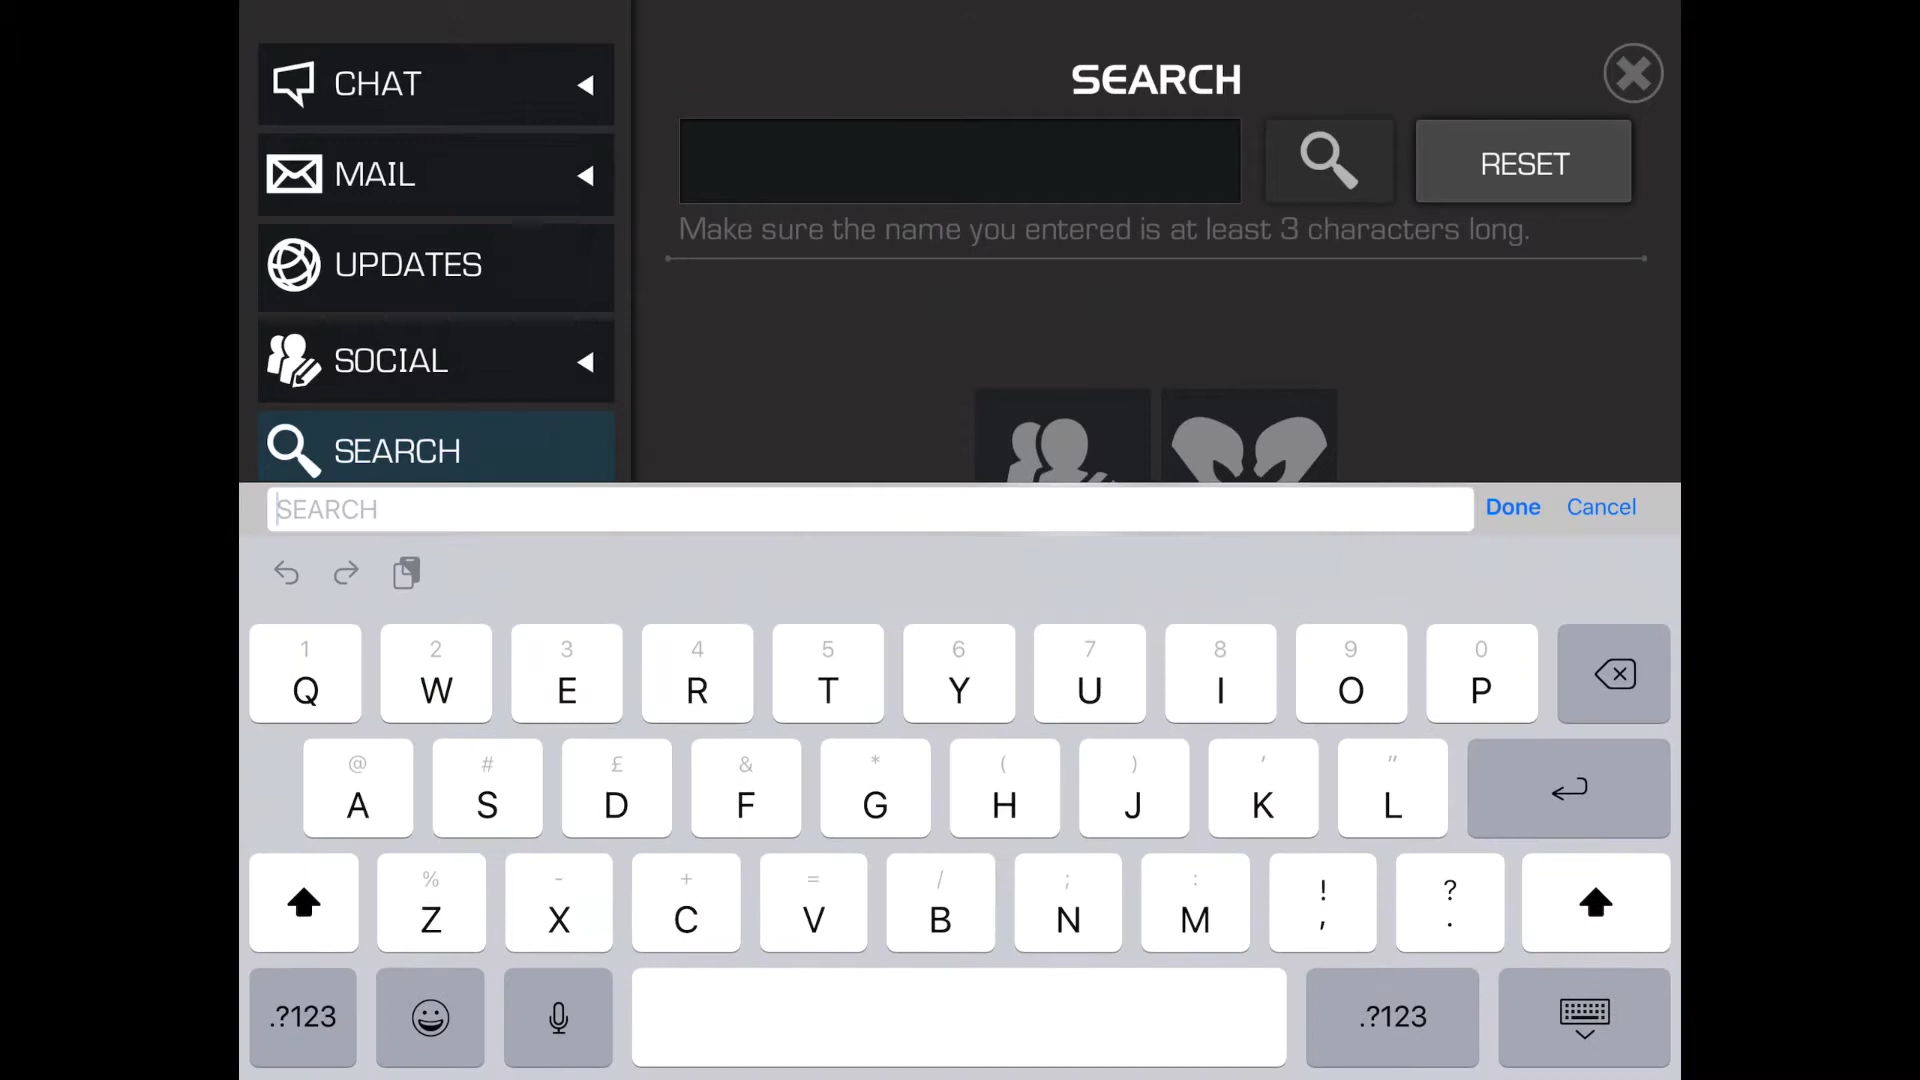 CHAT
MAIL
UPDATES
SOCIAL
SEARCH
SEARCH
RESET
Make sure the name you entered is at least 3 characters long.
SEARCH
Done
Cancel
1 2 3 4 5 6 7 8 9 0
Q W E R T Y U I O P
@ # £ & * ( ) ' "
A S D F G H J K L
% - + = / ; : ! ?
Z X C V B N M , .
.?123 .?123